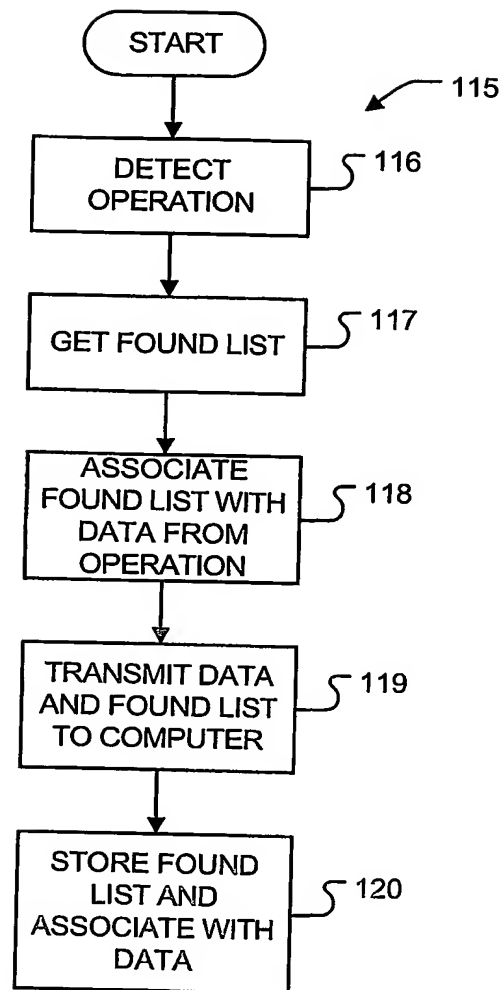 START
115
DETECT
OPERATION
116
GET FOUND LIST
117
ASSOCIATE
FOUND LIST WITH
DATA FROM
OPERATION
118
TRANSMIT DATA
AND FOUND LIST
TO COMPUTER
119
STORE FOUND
LIST AND
ASSOCIATE WITH
DATA
120